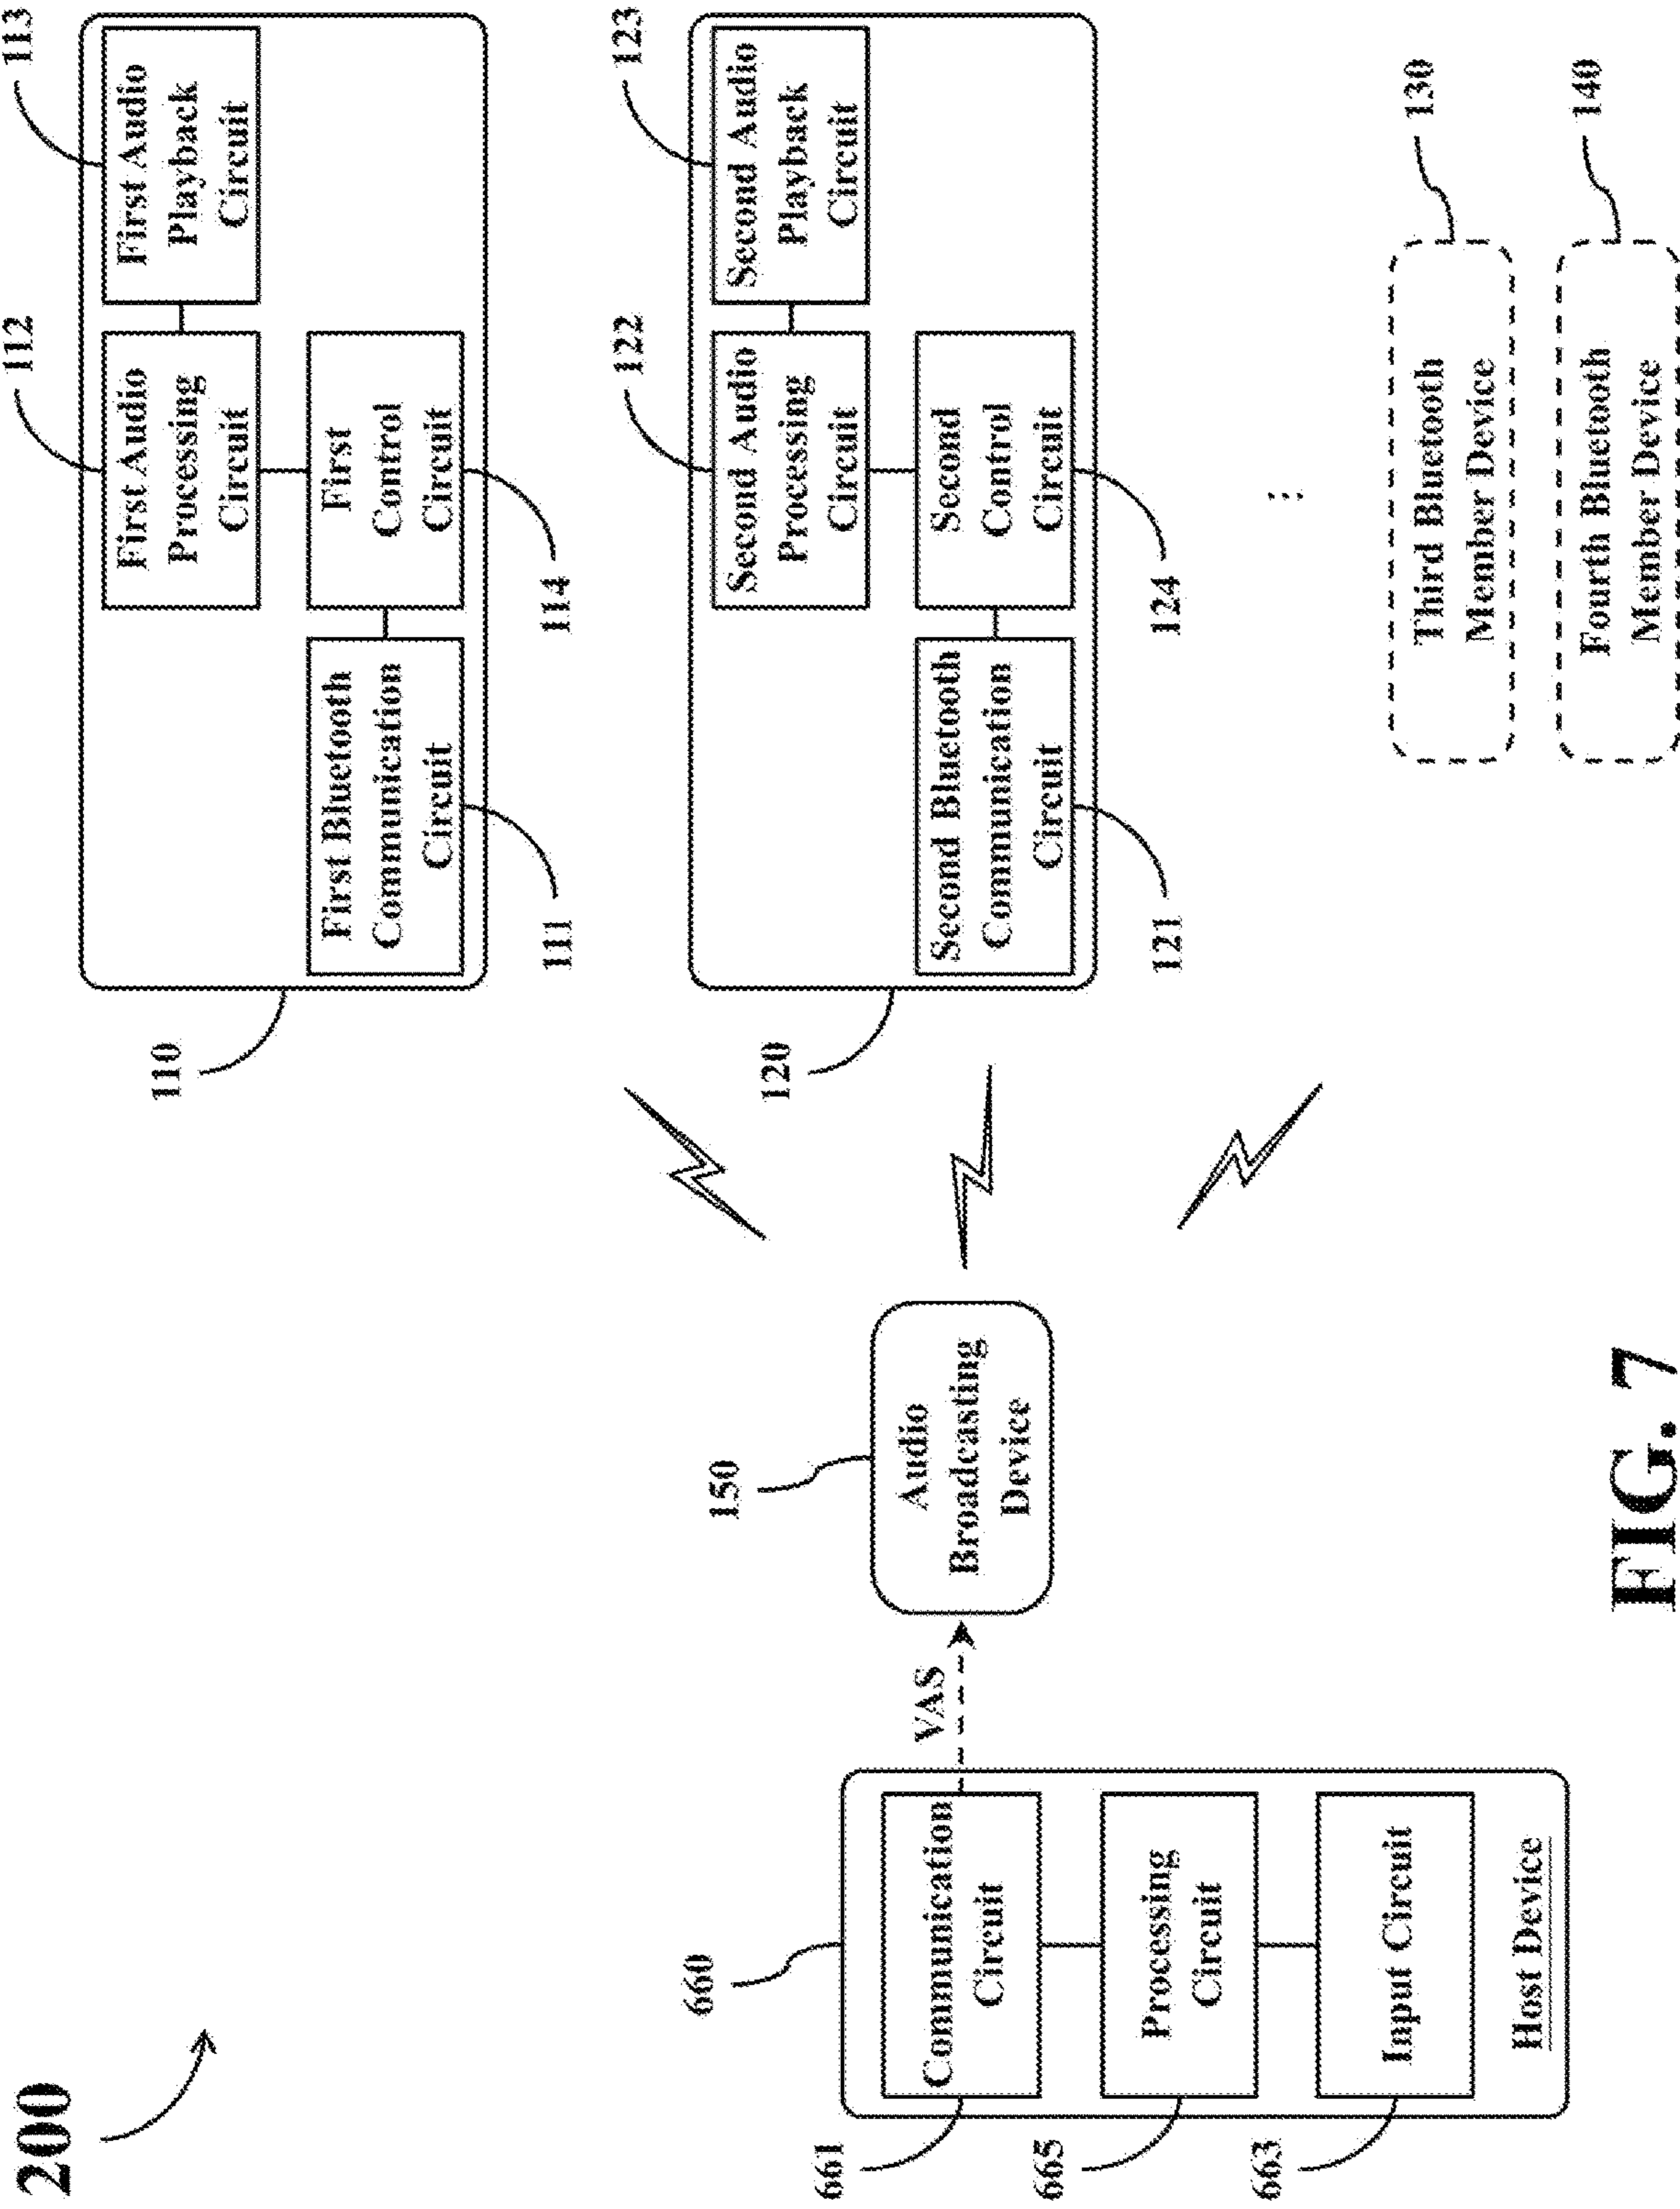 200
110
112
113
First Audio
Processing
Circuit
First Audio
Playback
Circuit
First Bluetooth
Communication
Circuit
First
Control
Circuit
111
114
120
122
123
Second Audio
Processing
Circuit
Second Audio
Playback
Circuit
Second Bluetooth
Communication
Circuit
Second
Control
Circuit
121
124
660
661
Communication
Circuit
665
Processing
Circuit
663
Input Circuit
Host Device
VAS
150
Audio
Broadcasting
Device
⋮
Third Bluetooth
Member Device
130
Fourth Bluetooth
Member Device
140
FIG. 7